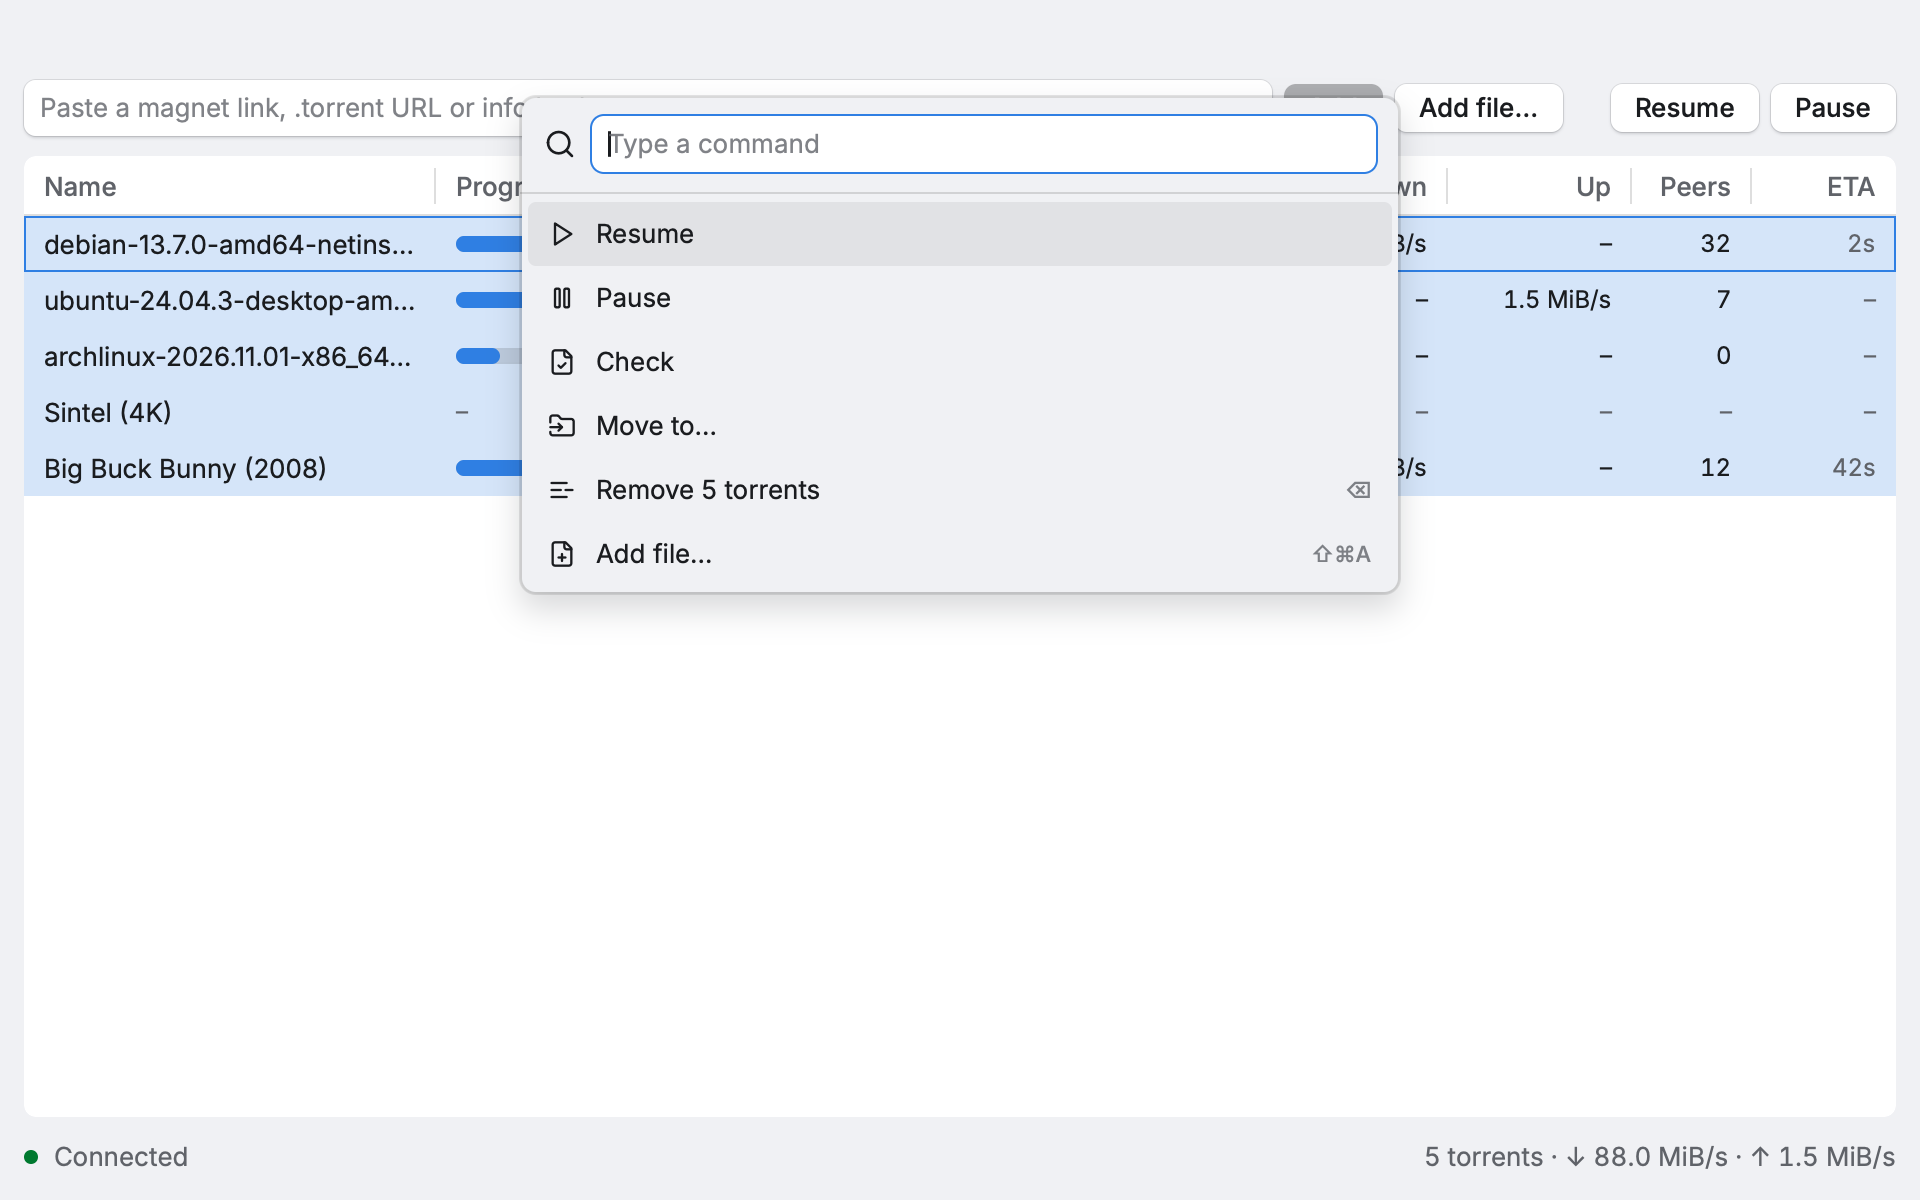 Paste a magnet link, .torrent URL or
Add file...
Resume
Pause
Type a command
Name
Up
Peers
ETA
Resume
Pause
Check
Move to...
Remove 5 torrents
Add file... ⇧⌘A
debian-13.7.0-amd64-netins... – 32 2s
ubuntu-24.04.3-desktop-am... – 1.5 MiB/s 7 –
archlinux-2026.11.01-x86_64... – – 0 –
Sintel (4K) – – – – –
Big Buck Bunny (2008) – 12 42s
Connected
5 torrents · ↓ 88.0 MiB/s · ↑ 1.5 MiB/s